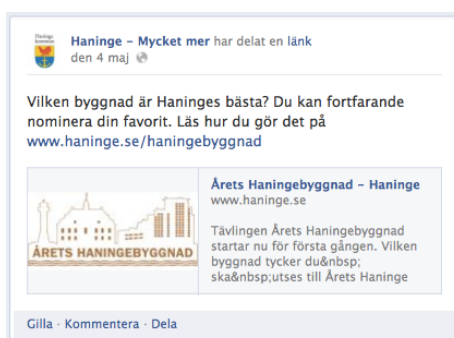 Haninge
kommun
Haninge – Mycket mer har delat en länk
den 4 maj
Vilken byggnad är Haninges bästa? Du kan fortfarande
nominera din favorit. Läs hur du gör det på
www.haninge.se/haningebyggnad
ÅRETS HANINGEBYGGNAD
Årets Haningebyggnad – Haninge
www.haninge.se
Tävlingen Årets Haningebyggnad
startar nu för första gången. Vilken
byggnad tycker du&nbsp;
ska&nbsp;utses till Årets Haninge
Gilla · Kommentera · Dela